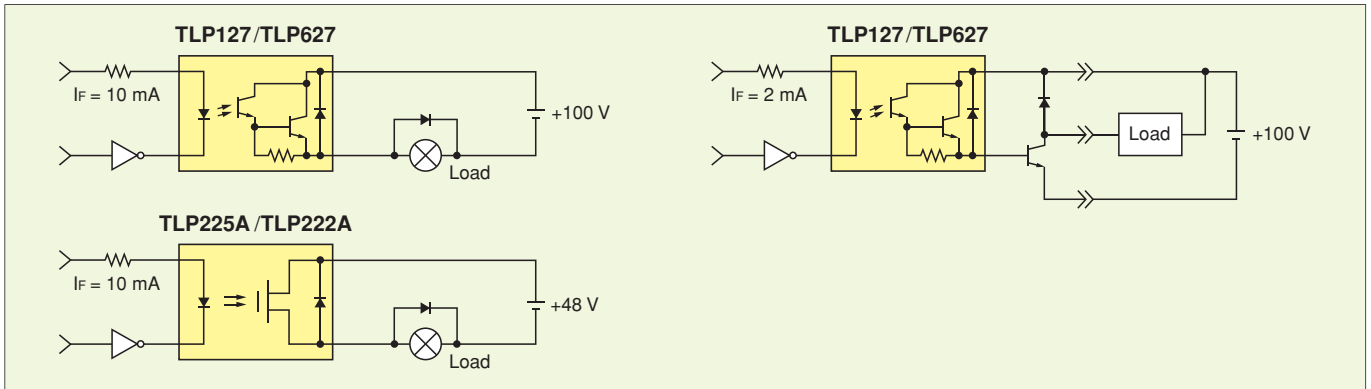 TLP127/TLP627
IF = 10 mA
+100 V
Load
TLP127/TLP627
IF = 2 mA
Load
+100 V
TLP225A/TLP222A
IF = 10 mA
+48 V
Load